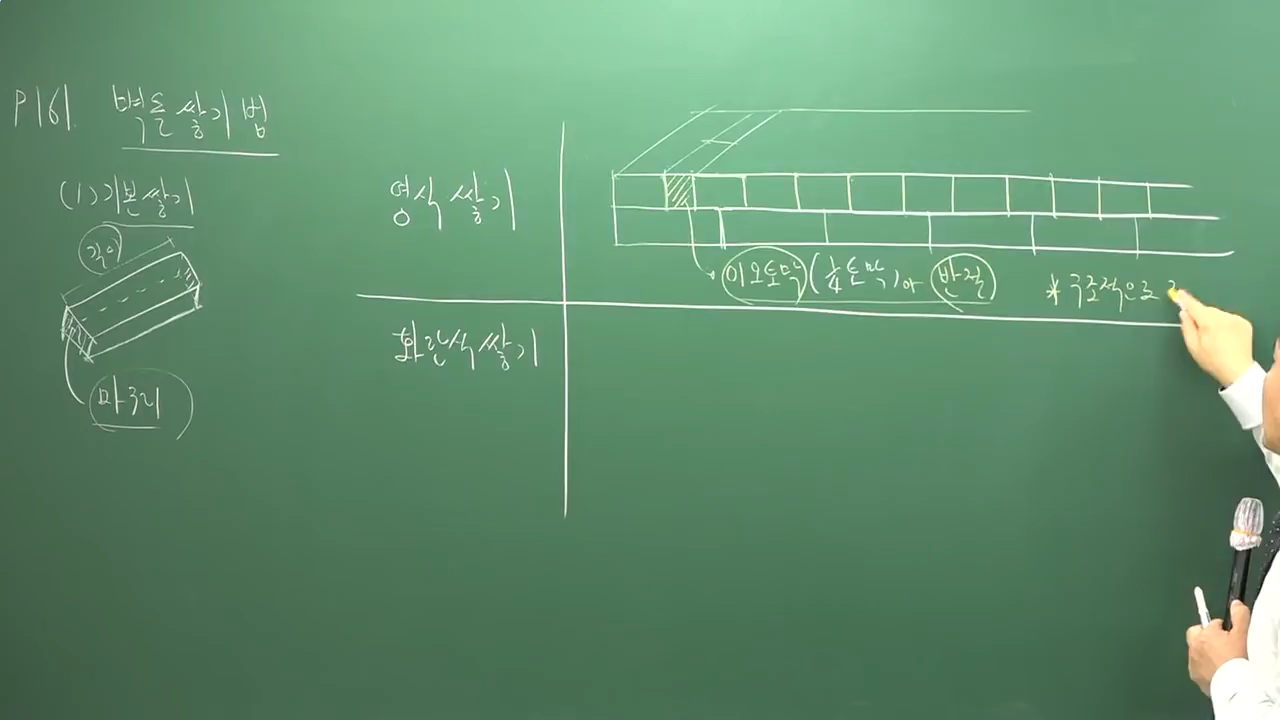 P161. 벽돌쌓기법
(1) 기본쌓기
길이
마구리
영식쌓기
이오토막(1/4토막)이 반절
* 구조적으로
화란식쌓기